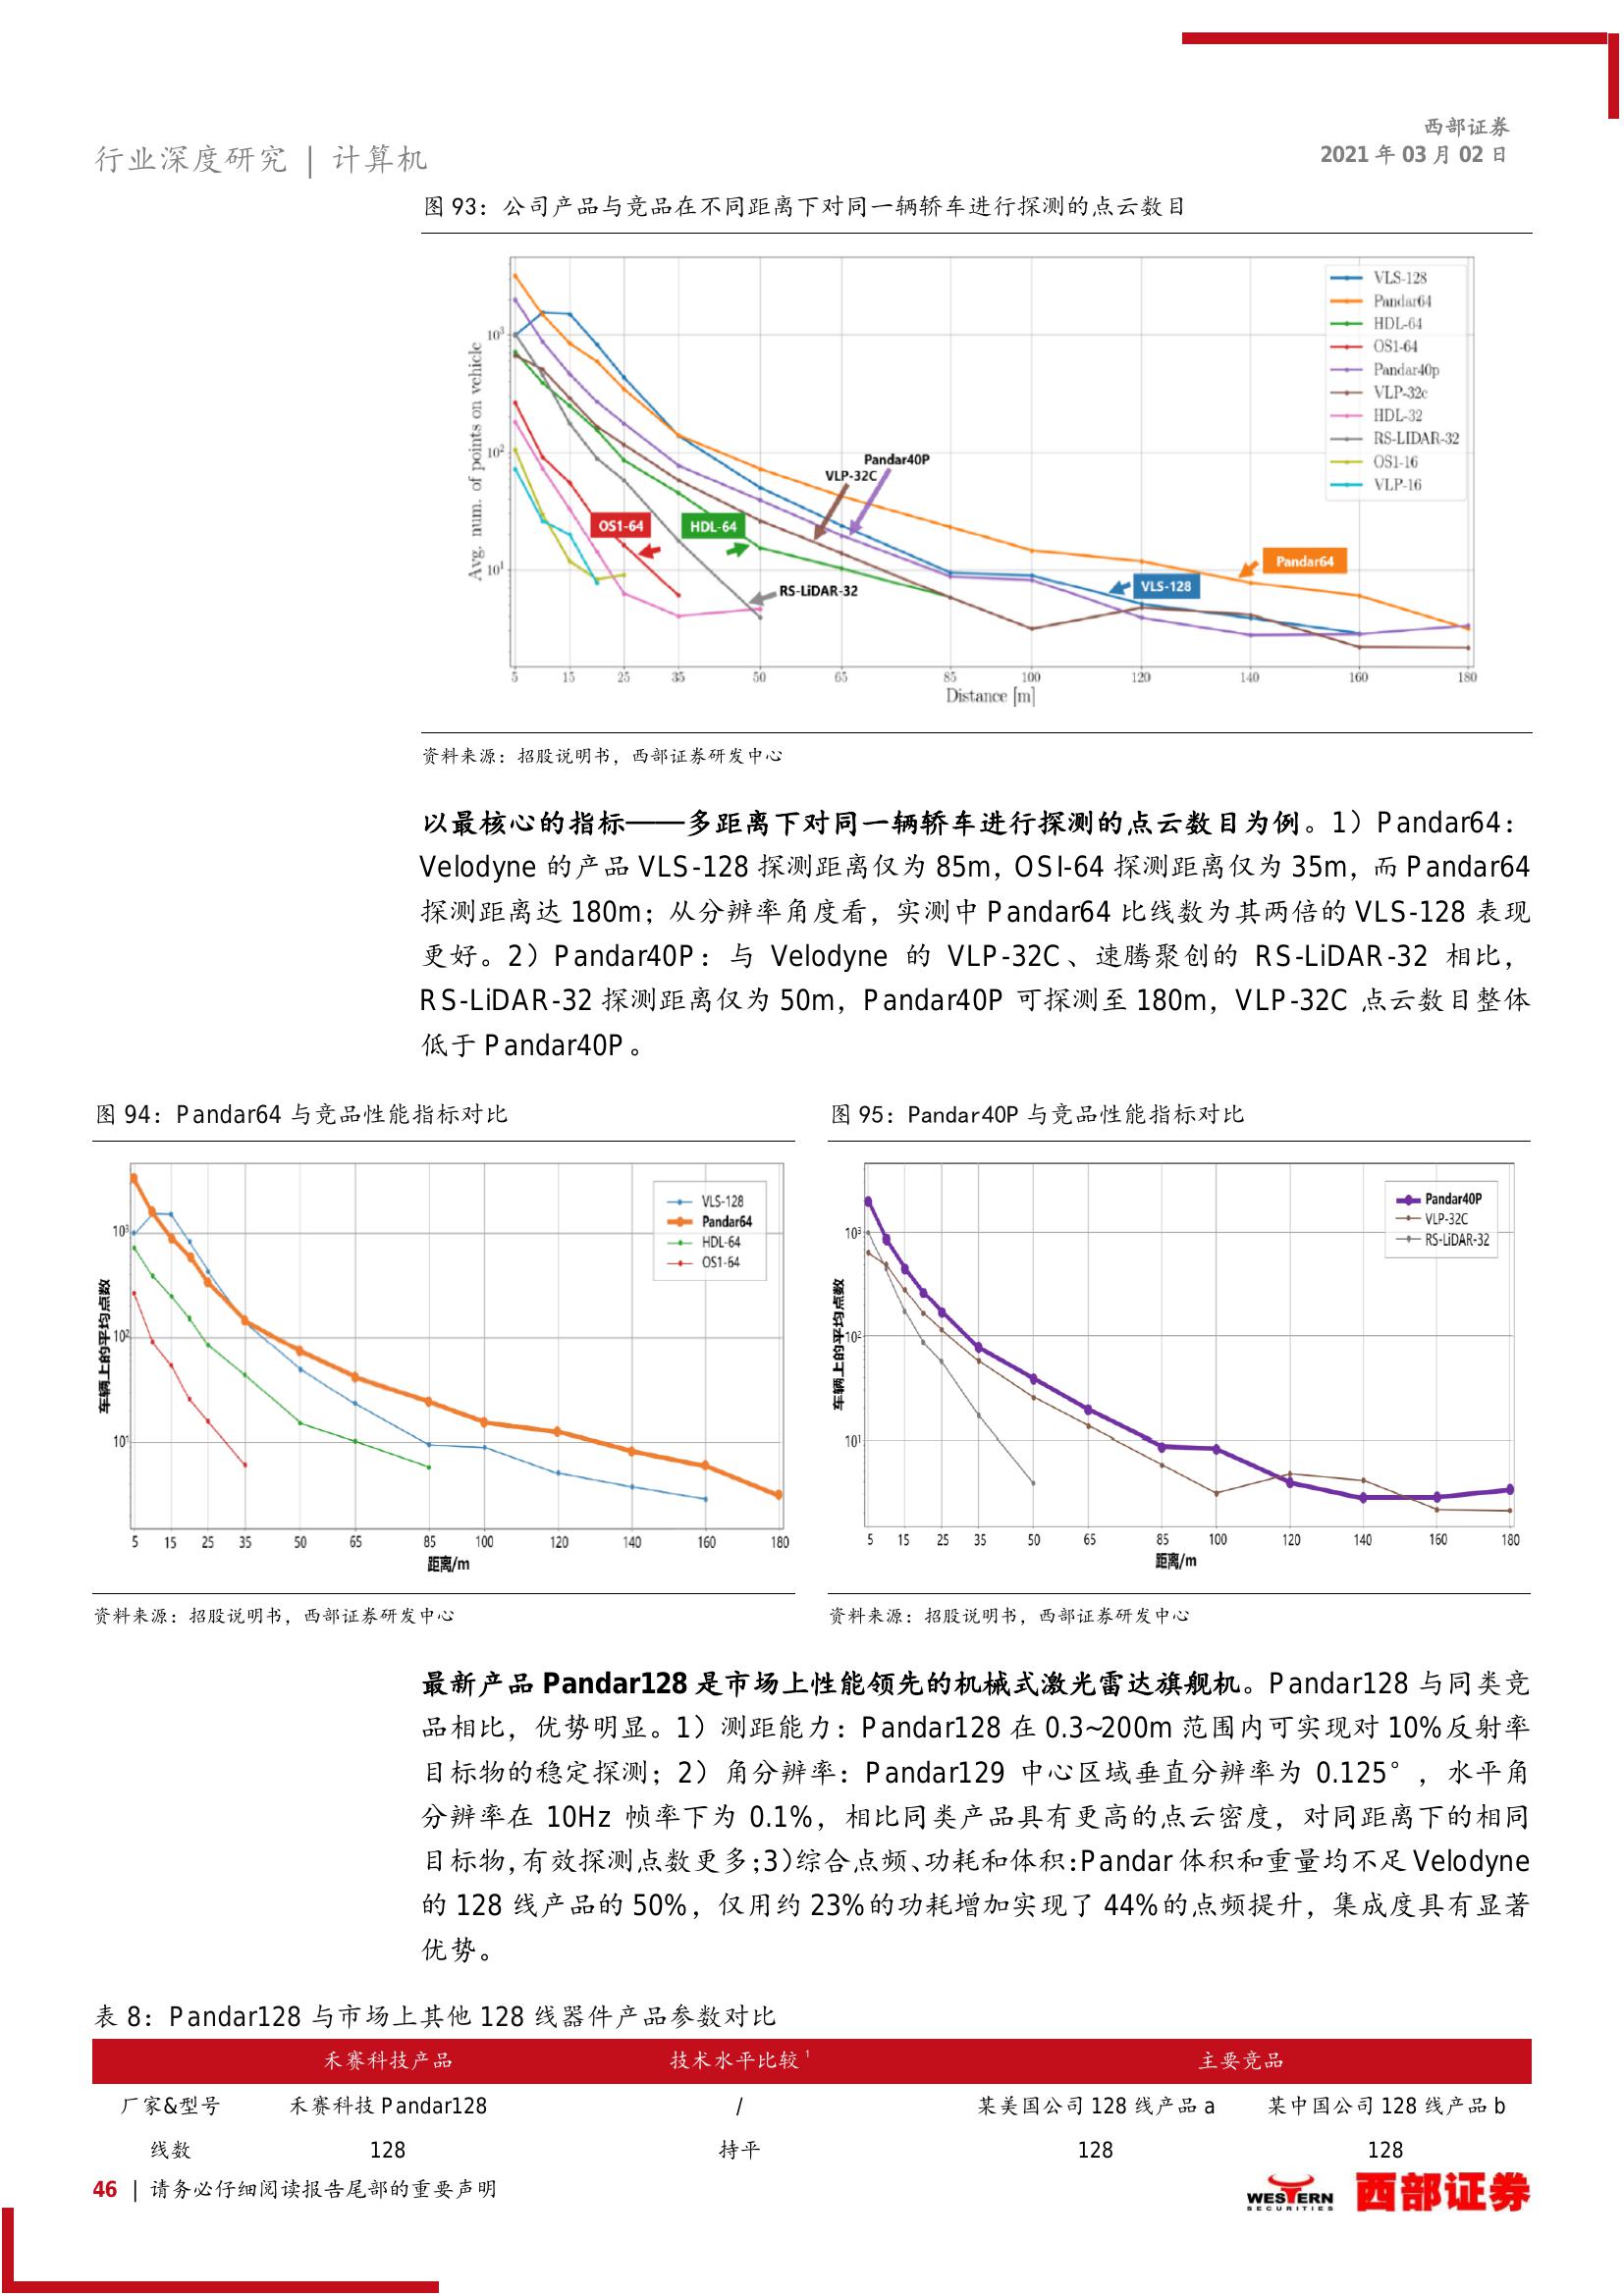 西部证券
2021 年 03 月 02 日
行业深度研究 | 计算机
图 93：公司产品与竞品在不同距离下对同一辆轿车进行探测的点云数目
Avg. num. of points on vehicle
10³
10²
10¹
VLS-128
Pandar64
HDL-64
OS1-64
Pandar40p
VLP-32c
HDL-32
RS-LIDAR-32
OS1-16
VLP-16
Pandar40P
VLP-32C
OS1-64
HDL-64
Pandar64
VLS-128
RS-LiDAR-32
5 15 25 35 50 65 85 100 120 140 160 180
Distance [m]
资料来源：招股说明书，西部证券研发中心
以最核心的指标——多距离下对同一辆轿车进行探测的点云数目为例。1）Pandar64：
Velodyne 的产品 VLS-128 探测距离仅为 85m，OSI-64 探测距离仅为 35m，而 Pandar64
探测距离达 180m；从分辨率角度看，实测中 Pandar64 比线数为其两倍的 VLS-128 表现
更好。2）Pandar40P：与 Velodyne 的 VLP-32C、速腾聚创的 RS-LiDAR-32 相比，
RS-LiDAR-32 探测距离仅为 50m，Pandar40P 可探测至 180m，VLP-32C 点云数目整体
低于 Pandar40P。
图 94：Pandar64 与竞品性能指标对比
车辆上的平均点数
10³
10²
10¹
VLS-128
Pandar64
HDL-64
OS1-64
5 15 25 35 50 65 85 100 120 140 160 180
距离/m
资料来源：招股说明书，西部证券研发中心
图 95：Pandar40P 与竞品性能指标对比
车辆上的平均点数
10³
10²
10¹
Pandar40P
VLP-32C
RS-LiDAR-32
5 15 25 35 50 65 85 100 120 140 160 180
距离/m
资料来源：招股说明书，西部证券研发中心
最新产品 Pandar128 是市场上性能领先的机械式激光雷达旗舰机。Pandar128 与同类竞
品相比，优势明显。1）测距能力：Pandar128 在 0.3~200m 范围内可实现对 10%反射率
目标物的稳定探测；2）角分辨率：Pandar129 中心区域垂直分辨率为 0.125°，水平角
分辨率在 10Hz 帧率下为 0.1%，相比同类产品具有更高的点云密度，对同距离下的相同
目标物，有效探测点数更多；3）综合点频、功耗和体积：Pandar 体积和重量均不足 Velodyne
的 128 线产品的 50%，仅用约 23%的功耗增加实现了 44%的点频提升，集成度具有显著
优势。
表 8：Pandar128 与市场上其他 128 线器件产品参数对比
禾赛科技产品 技术水平比较¹ 主要竞品
厂家&型号 禾赛科技 Pandar128 / 某美国公司 128 线产品 a 某中国公司 128 线产品 b
线数 128 持平 128 128
46 | 请务必仔细阅读报告尾部的重要声明
WESTERN
SECURITIES
西部证券